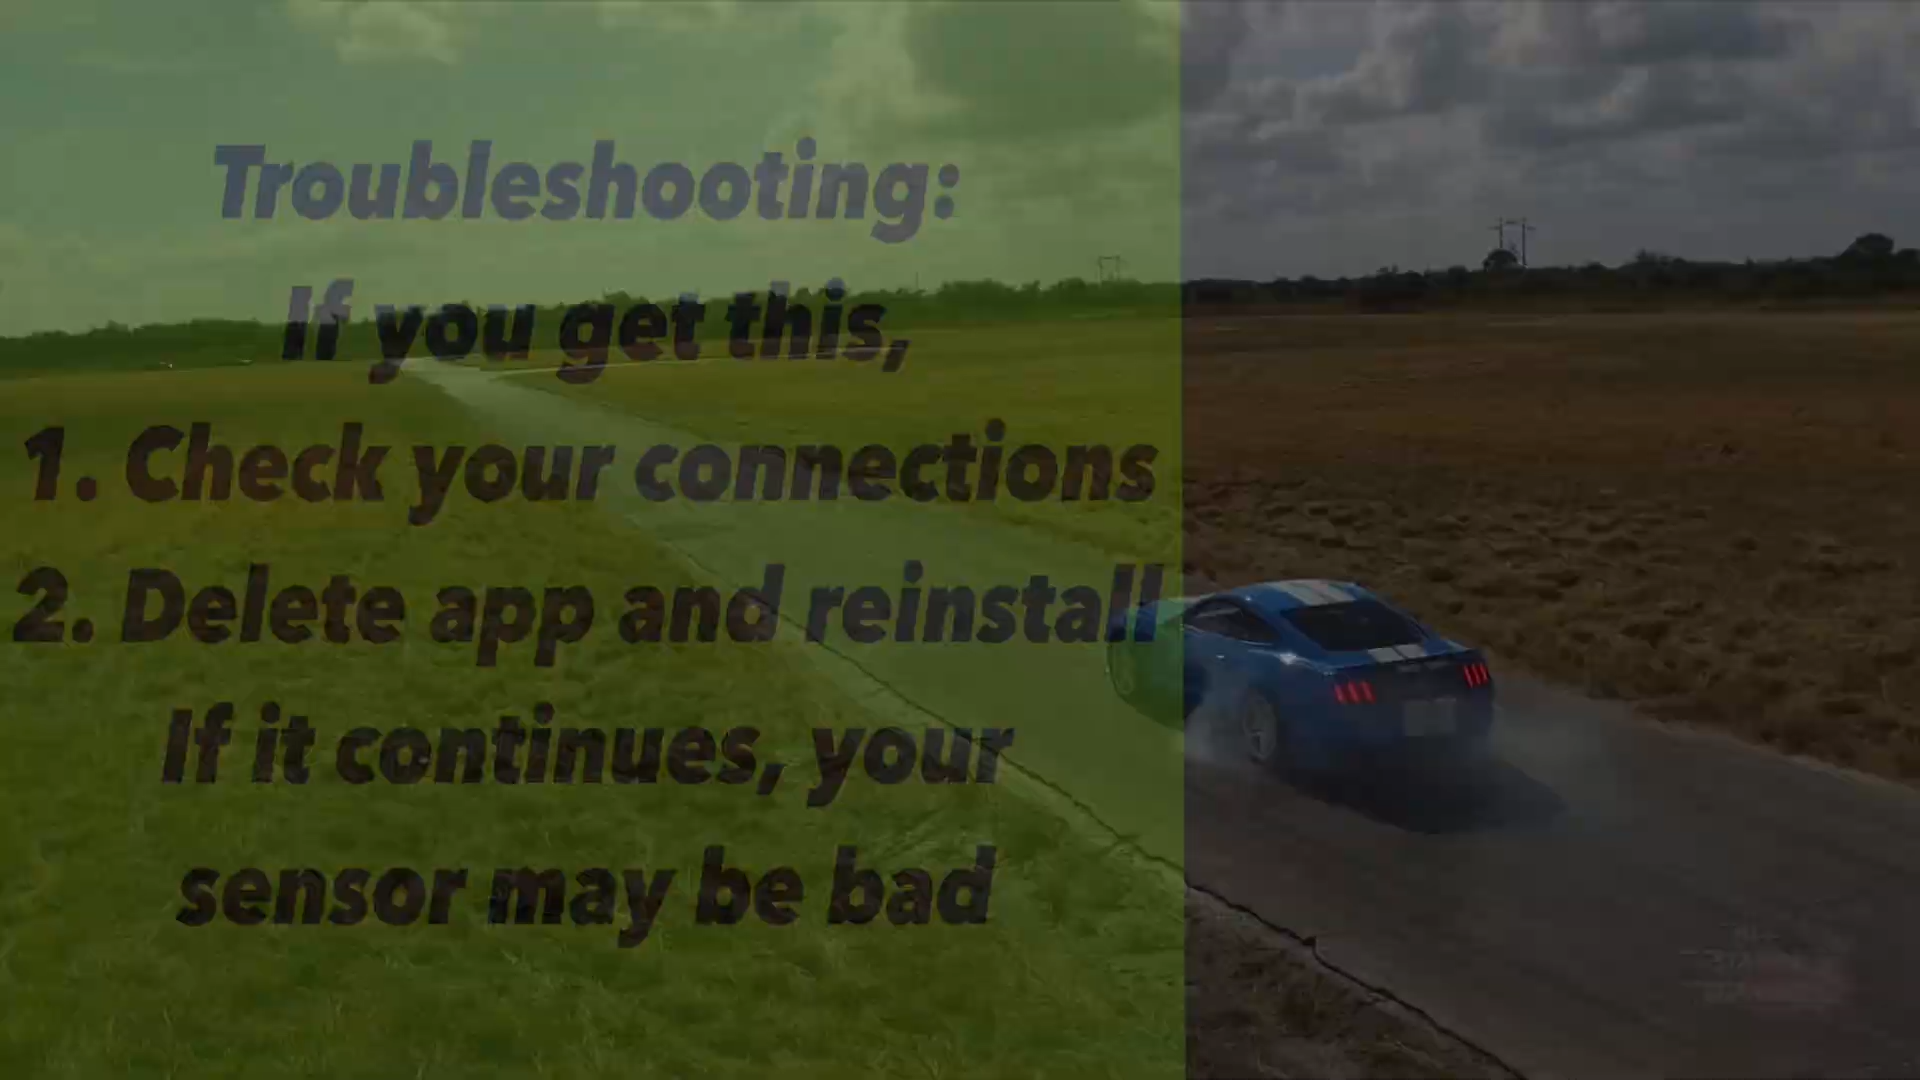 Troubleshooting:
If you get this,
1. Check your connections
2. Delete app and reinstall
If it continues, your
sensor may be bad